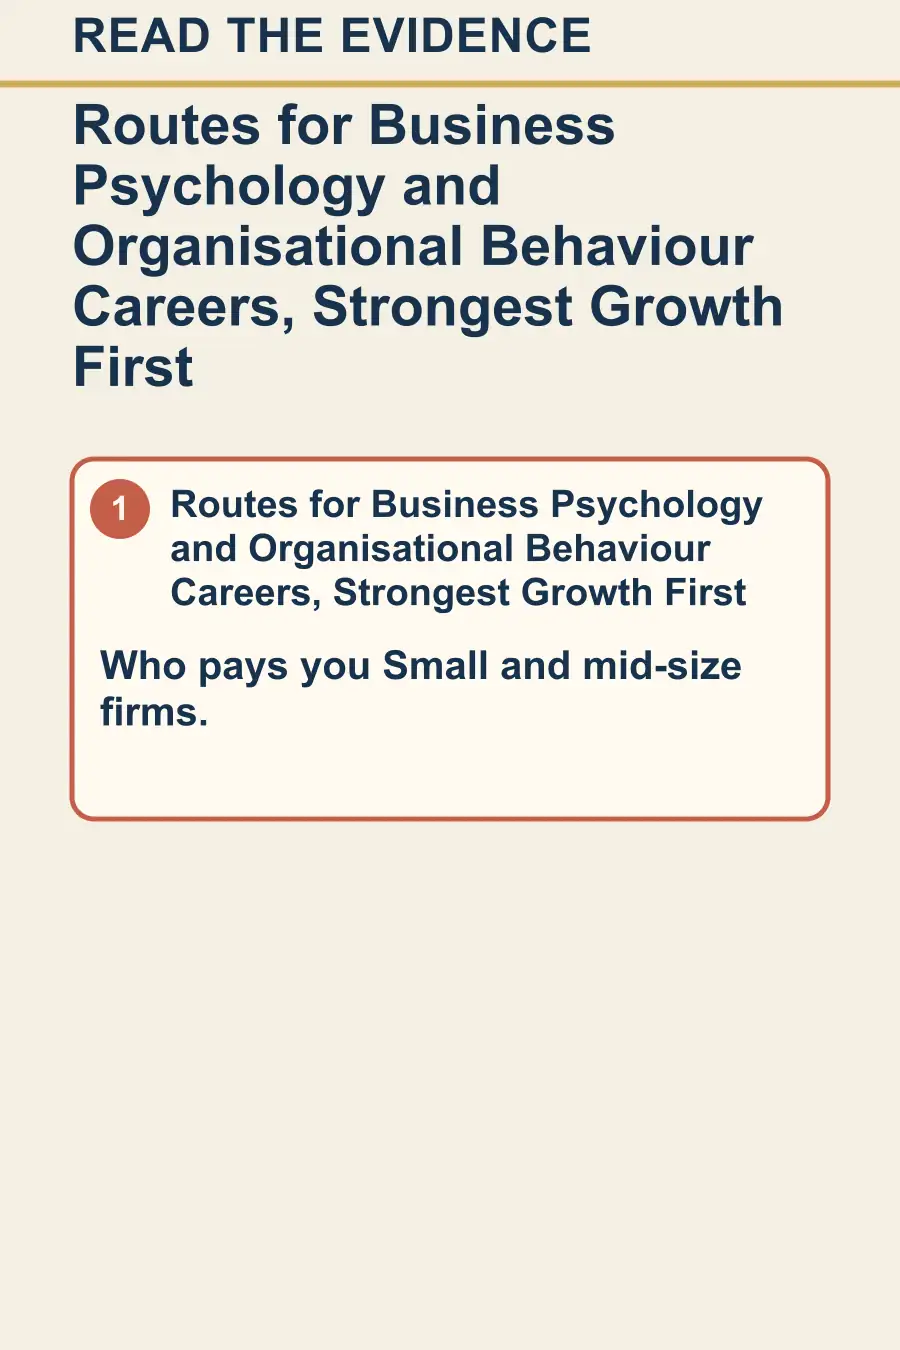 READ THE EVIDENCE
Routes for Business
Psychology and
Organisational Behaviour
Careers, Strongest Growth
First
1
Routes for Business Psychology
and Organisational Behaviour
Careers, Strongest Growth First
Who pays you Small and mid-size
firms.